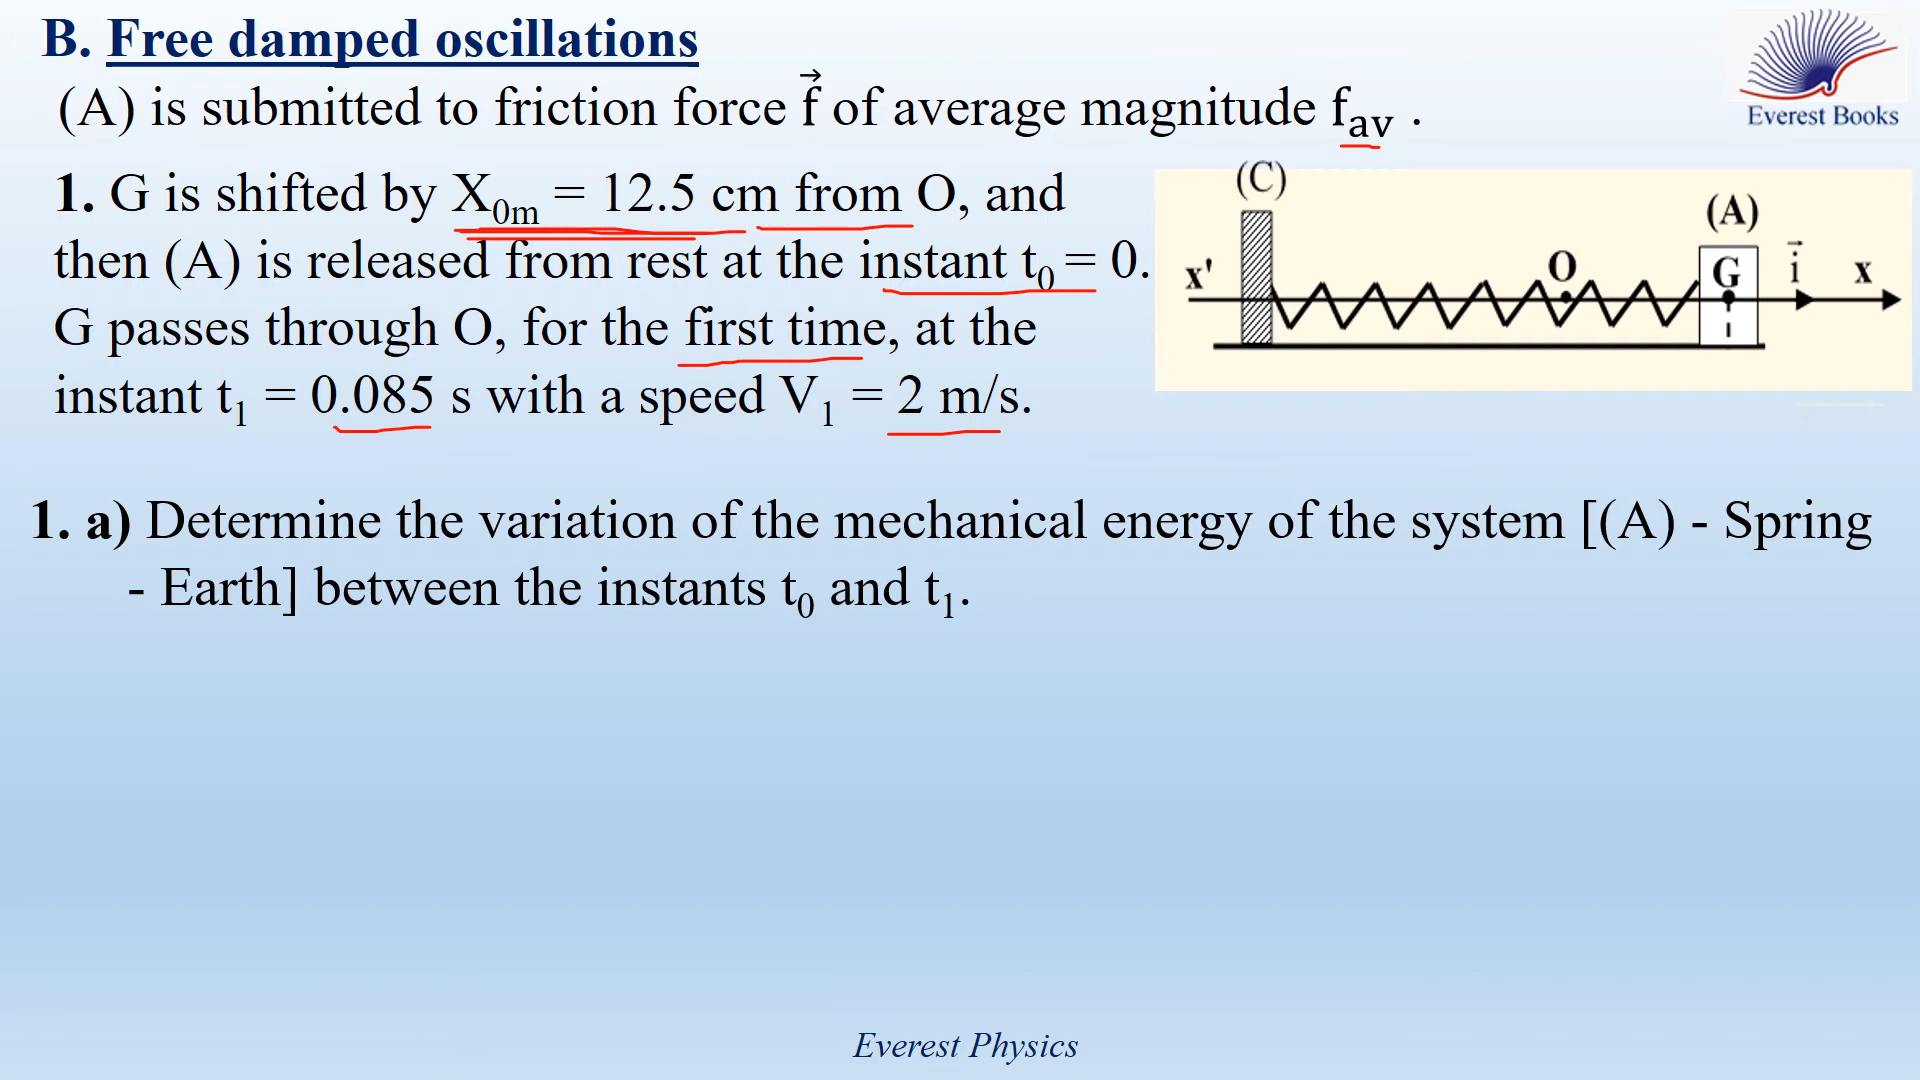 B. Free damped oscillations
(A) is submitted to friction force f⃗ of average magnitude fav .
Everest Books
1. G is shifted by X0m = 12.5 cm from O, and
then (A) is released from rest at the instant t0 = 0.
G passes through O, for the first time, at the
instant t1 = 0.085 s with a speed V1 = 2 m/s.
(C)
(A)
x' O G i⃗ x
1. a) Determine the variation of the mechanical energy of the system [(A) - Spring
- Earth] between the instants t0 and t1.
Everest Physics